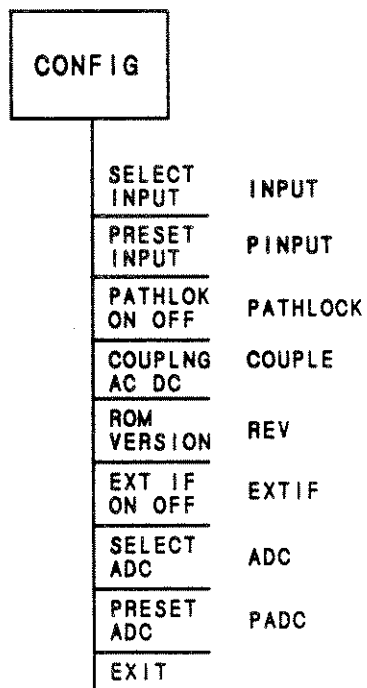 CONFIG
SELECT
INPUT INPUT
PRESET
INPUT PINPUT
PATHLOK
ON OFF PATHLOCK
COUPLNG COUPLE
AC DC
ROM
VERSION REV
EXT IF
ON OFF EXTIF
SELECT
ADC ADC
PRESET
ADC PADC
EXIT